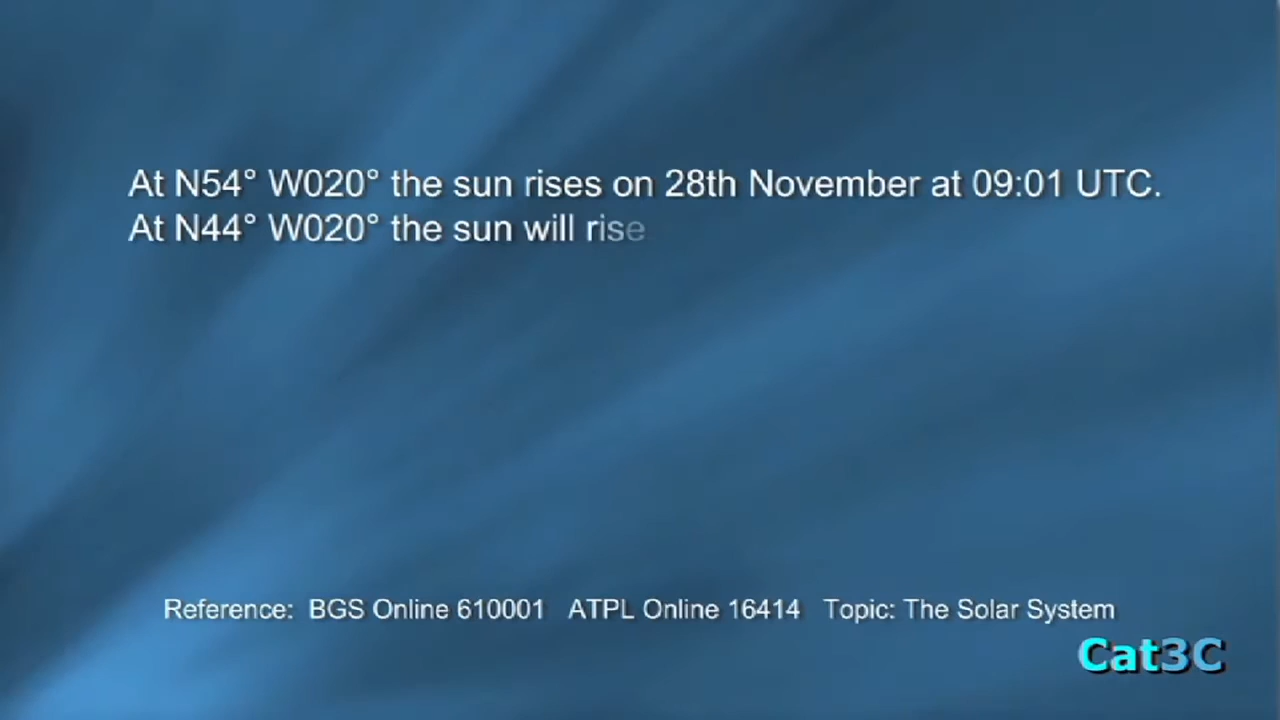 At N54° W020° the sun rises on 28th November at 09:01 UTC.
At N44° W020° the sun will rise
Reference: BGS Online 610001 ATPL Online 16414 Topic: The Solar System
Cat3C